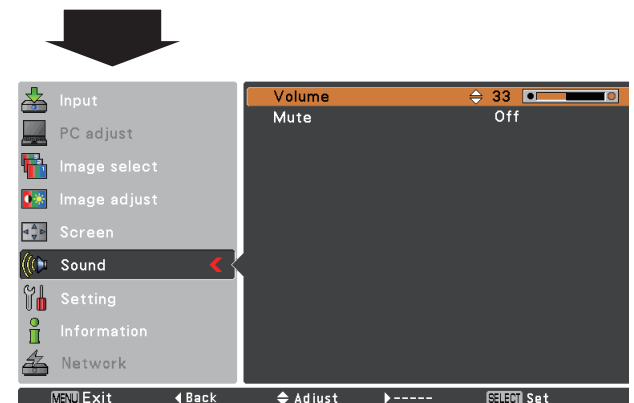 Input
PC adjust
Image select
Image adjust
Screen
Sound
Setting
Information
Network
Volume 33
Mute Off
MENU Exit Back Adjust ----- SELECT Set